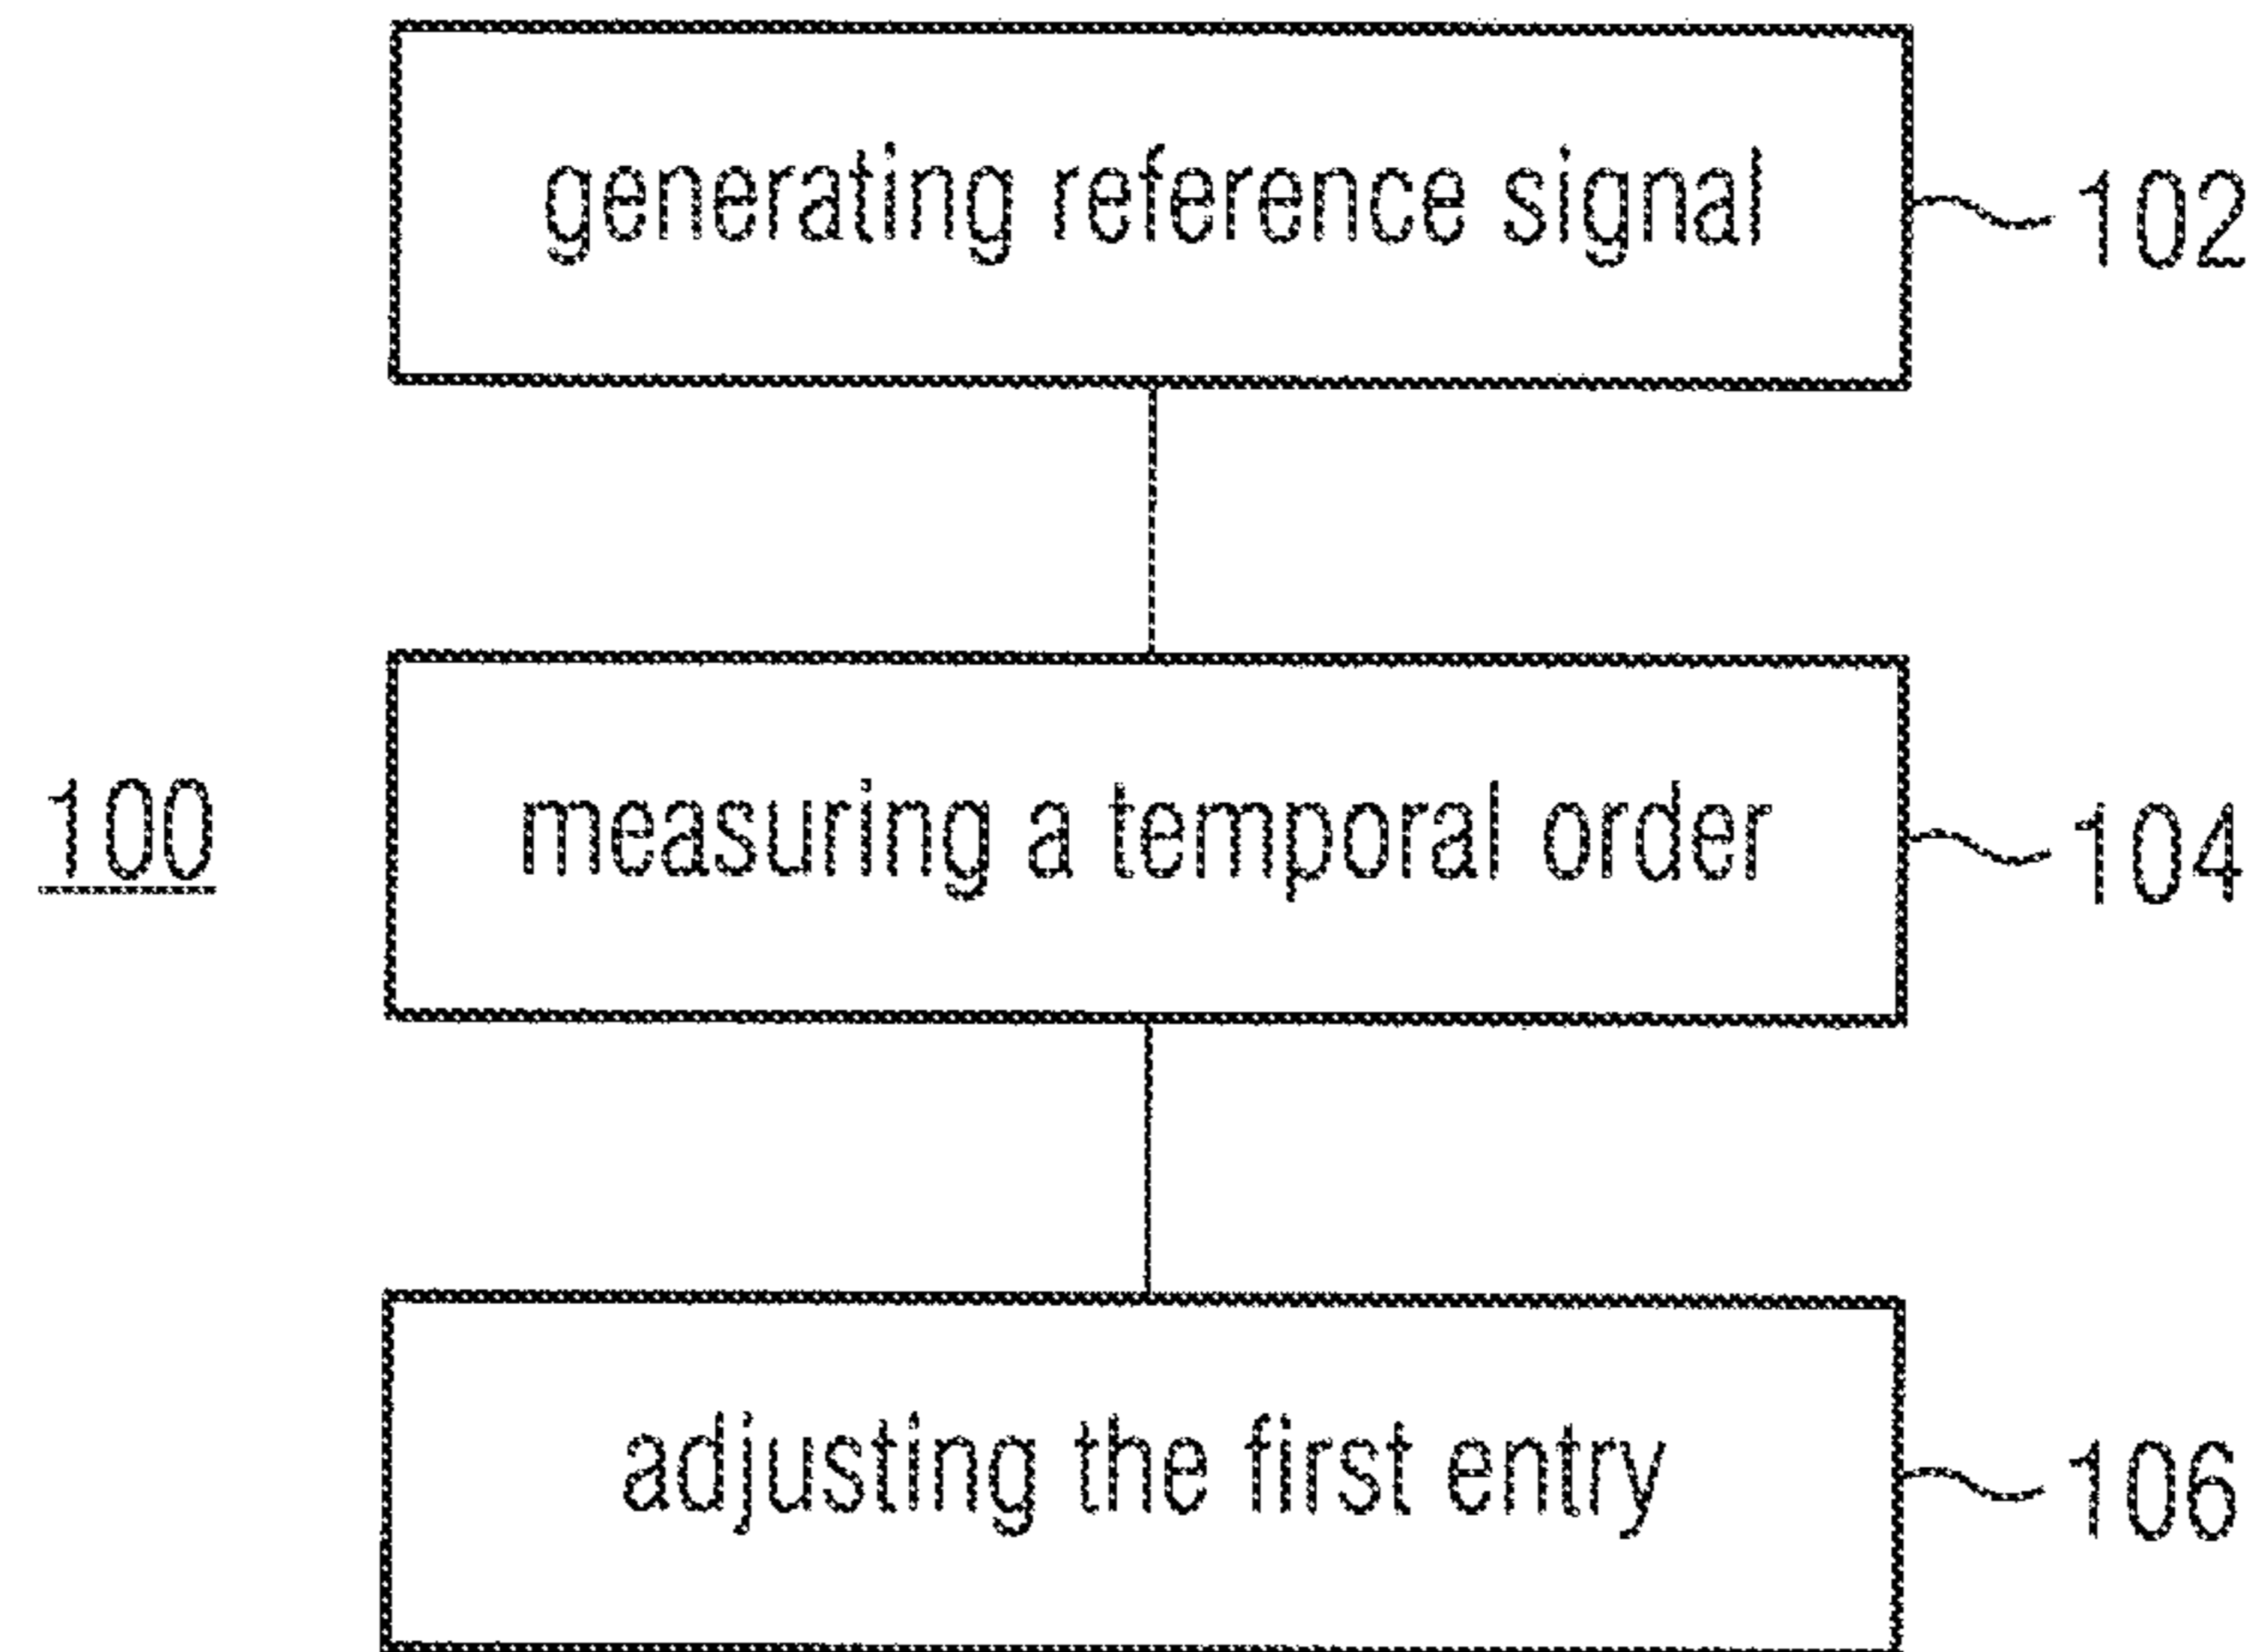 generating reference signal
102
100
measuring a temporal order
104
adjusting the first entry
106